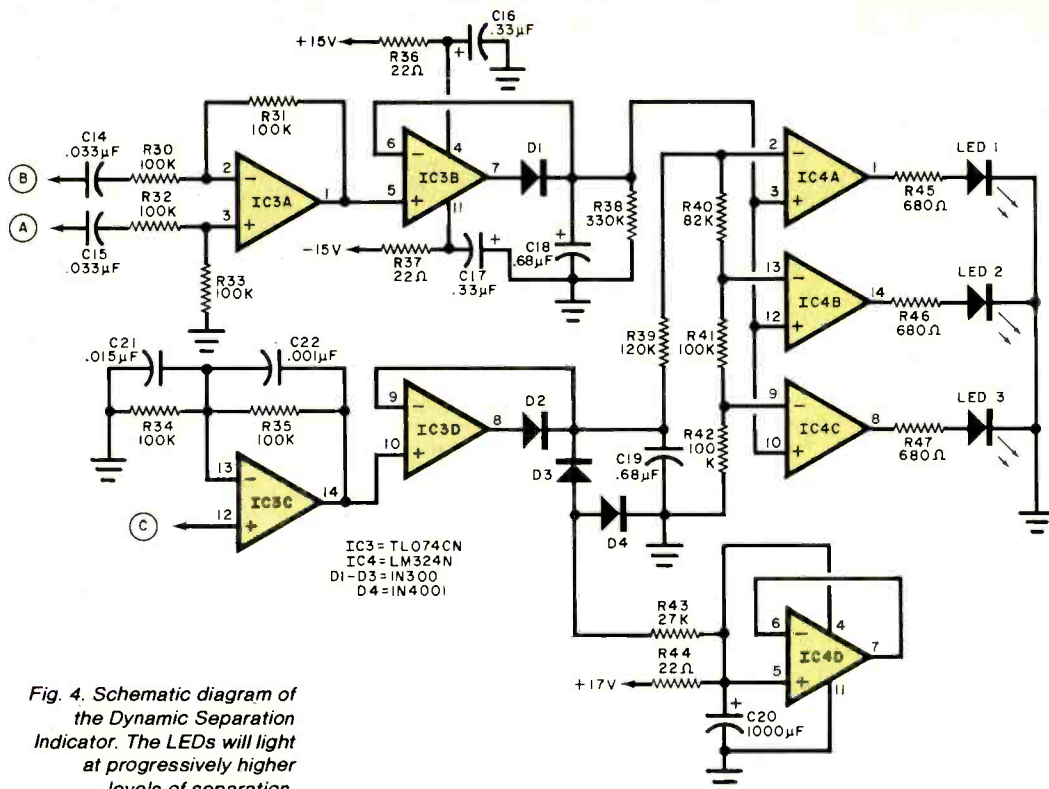 C16
.33µF
+15V
R36
22Ω
+
R31
100K
C14
.033µF
R30
100K
B
R32
100K
A
C15
.033µF
2
−
3
+
IC3A
1
R33
100K
6
−
5
+
IC3B
4
7
11
D1
−15V
R37
22Ω
C17
.33µF
+
C18
.68µF
+
R38
330K
R40
82K
2
−
3
+
IC4A
1
R45
680Ω
LED 1
13
−
12
+
IC4B
14
R46
680Ω
LED 2
R39
120K
R41
100K
9
−
10
+
IC4C
8
R47
680Ω
LED 3
R42
100
K
C21
.015µF
C22
.001µF
R34
100K
R35
100K
13
−
12
+
IC3C
14
C
9
−
10
+
IC3D
8
D2
D3
D4
C19
.68µF
+
IC3=TL074CN
IC4=LM324N
D1-D3=IN300
D4=IN4001
R43
27K
R44
22Ω
+17V
6
−
5
+
IC4D
4
7
11
+
C20
1000µF
Fig. 4. Schematic diagram of
the Dynamic Separation
Indicator. The LEDs will light
at progressively higher
levels of separation.